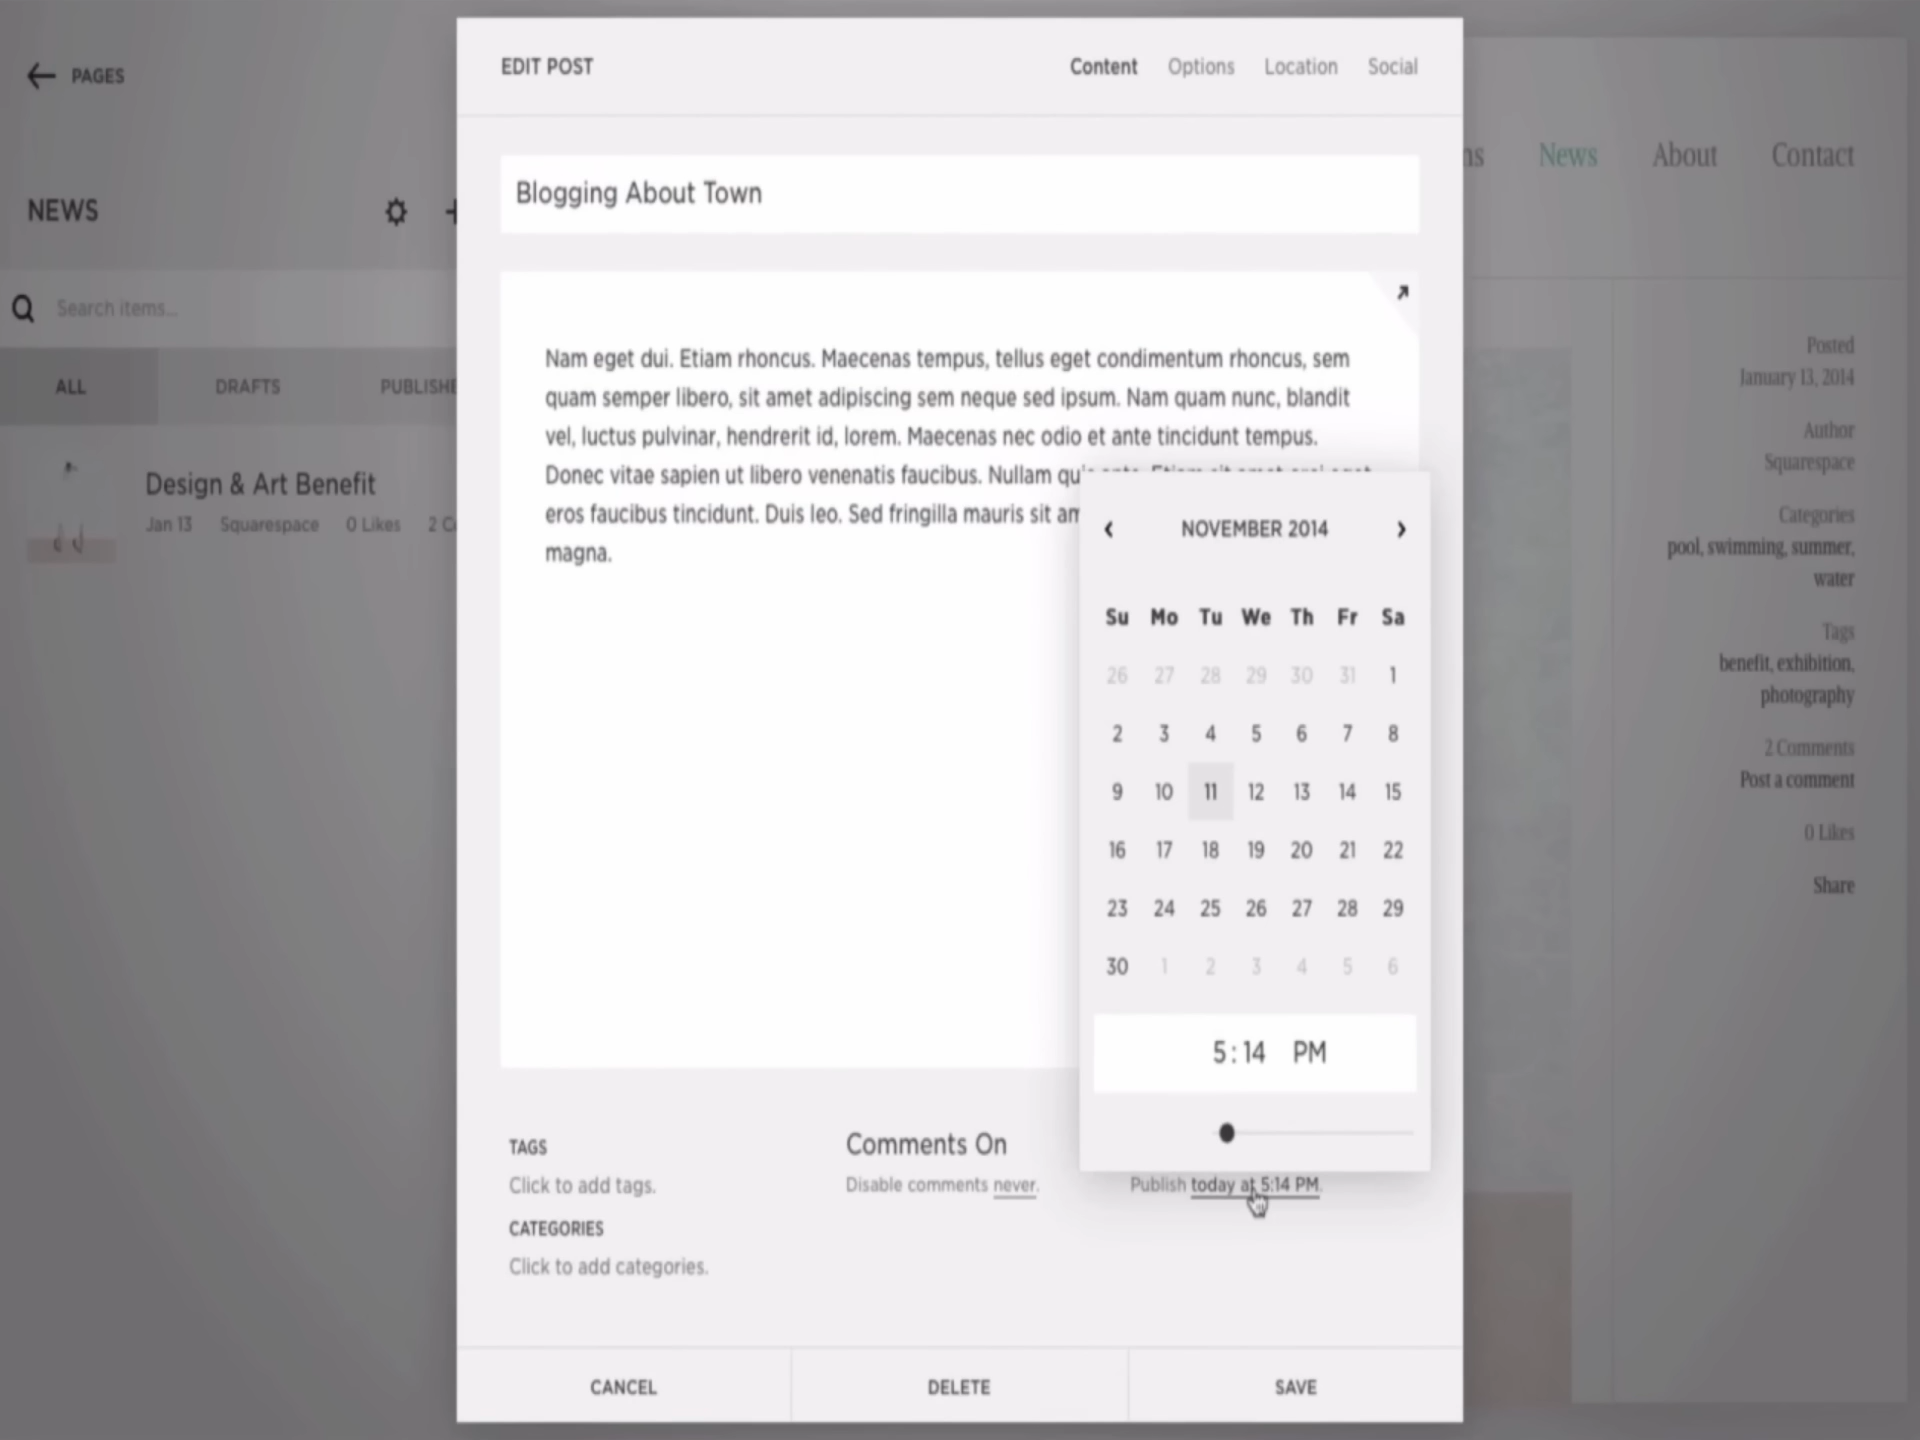 PAGES
NEWS
Search items...
ALL DRAFTS
Design & Art Benefit
Jan 13 Squarespace 0 Likes 2
EDIT POST
Content Options Location Social
Blogging About Town
Nam eget dui. Etiam rhoncus. Maecenas tempus, tellus eget condimentum rhoncus, sem
quam semper libero, sit amet adipiscing sem neque sed ipsum. Nam quam nunc, blandit
vel, luctus pulvinar, hendrerit id, lorem. Maecenas nec odio et ante tincidunt tempus.
Donec vitae sapien ut libero venenatis faucibus. Nullam
eros faucibus tincidunt. Duis leo. Sed fringilla mauris sit
magna.
NOVEMBER 2014
Su Mo Tu We Th Fr Sa
26 27 28 29 30 31 1
2 3 4 5 6 7 8
9 10 11 12 13 14 15
16 17 18 19 20 21 22
23 24 25 26 27 28 29
30 1 2 3 4 5 6
5 : 14 PM
TAGS
Click to add tags.
CATEGORIES
Click to add categories.
Comments On
Disable comments never.
Publish today at 5:14 PM.
CANCEL DELETE SAVE
News About Contact
Posted
January 13, 2014
Author
Squarespace
Categories
pool, swimming, summer,
water
Tags
benefit, exhibition,
photography
2 Comments
Post a comment
0 Likes
Share